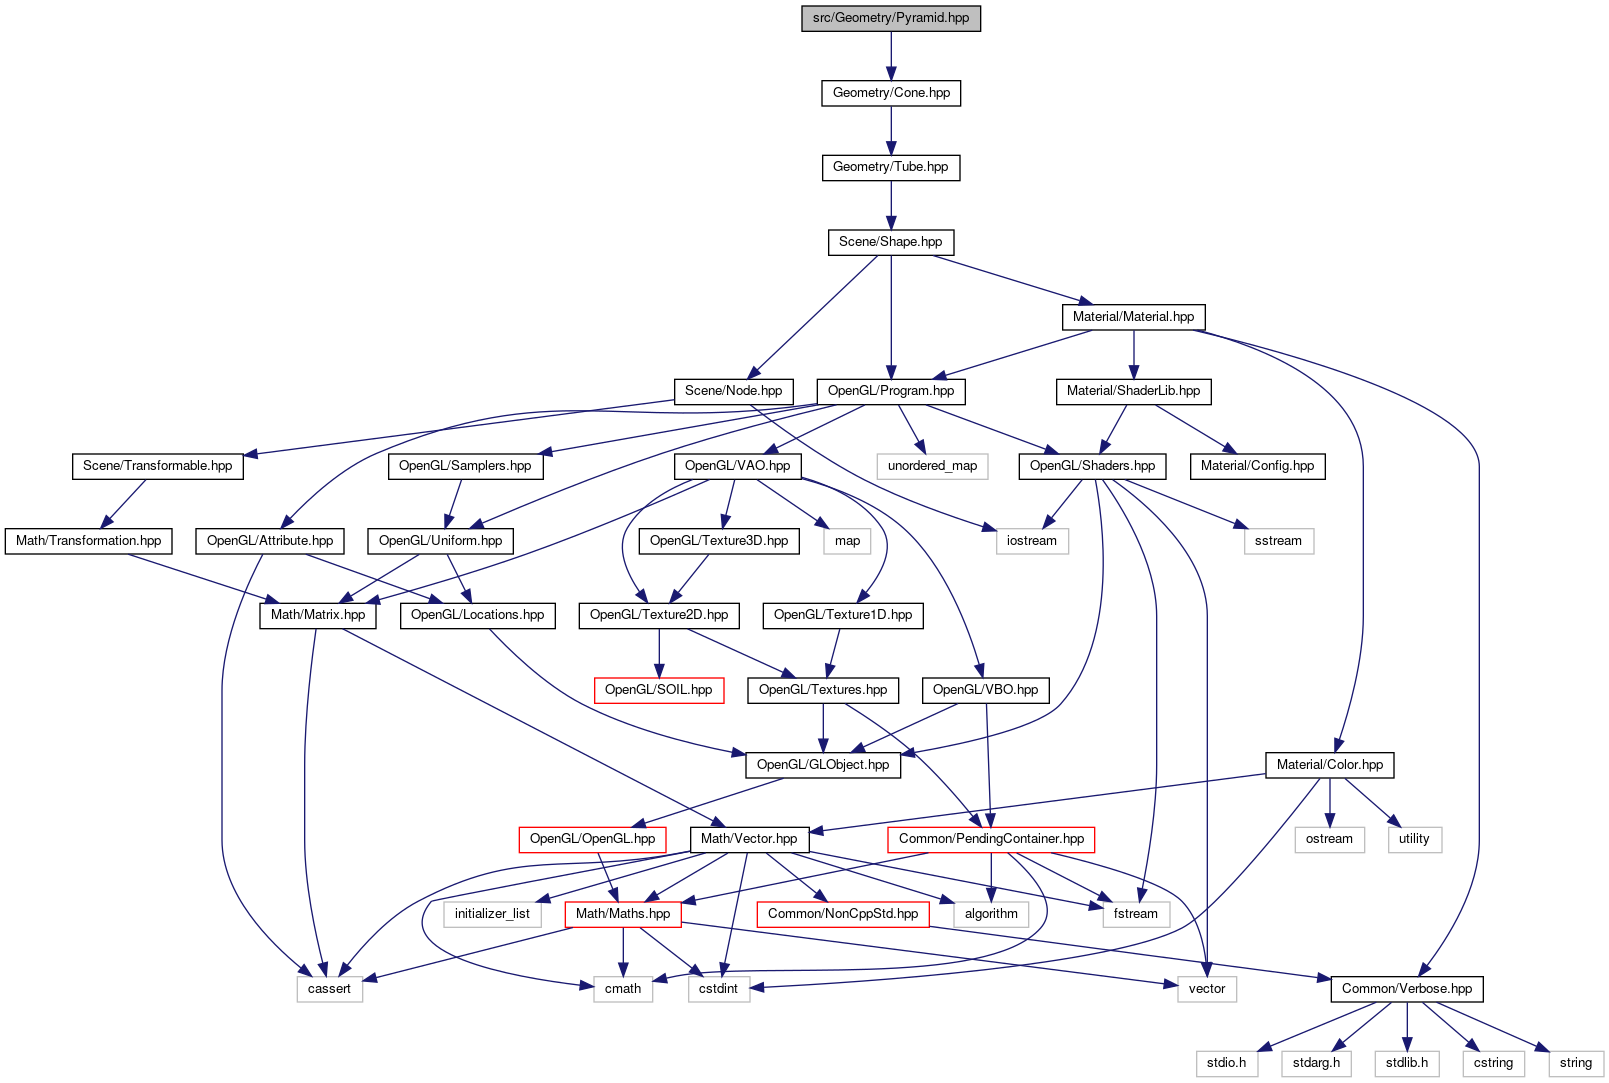 src/Geometry/Pyramid.hpp
Geometry/Cone.hpp
Geometry/Tube.hpp
Scene/Shape.hpp
Material/Material.hpp
Scene/Node.hpp
OpenGL/Program.hpp
Material/ShaderLib.hpp
Scene/Transformable.hpp
OpenGL/Samplers.hpp
OpenGL/VAO.hpp
unordered_map
OpenGL/Shaders.hpp
Material/Config.hpp
Math/Transformation.hpp
OpenGL/Attribute.hpp
OpenGL/Uniform.hpp
OpenGL/Texture3D.hpp
map
iostream
sstream
Math/Matrix.hpp
OpenGL/Locations.hpp
OpenGL/Texture2D.hpp
OpenGL/Texture1D.hpp
OpenGL/SOIL.hpp
OpenGL/Textures.hpp
OpenGL/VBO.hpp
OpenGL/GLObject.hpp
Material/Color.hpp
OpenGL/OpenGL.hpp
Math/Vector.hpp
Common/PendingContainer.hpp
ostream
utility
initializer_list
Math/Maths.hpp
Common/NonCppStd.hpp
algorithm
fstream
cassert
cmath
cstdint
vector
Common/Verbose.hpp
stdio.h
stdarg.h
stdlib.h
cstring
string